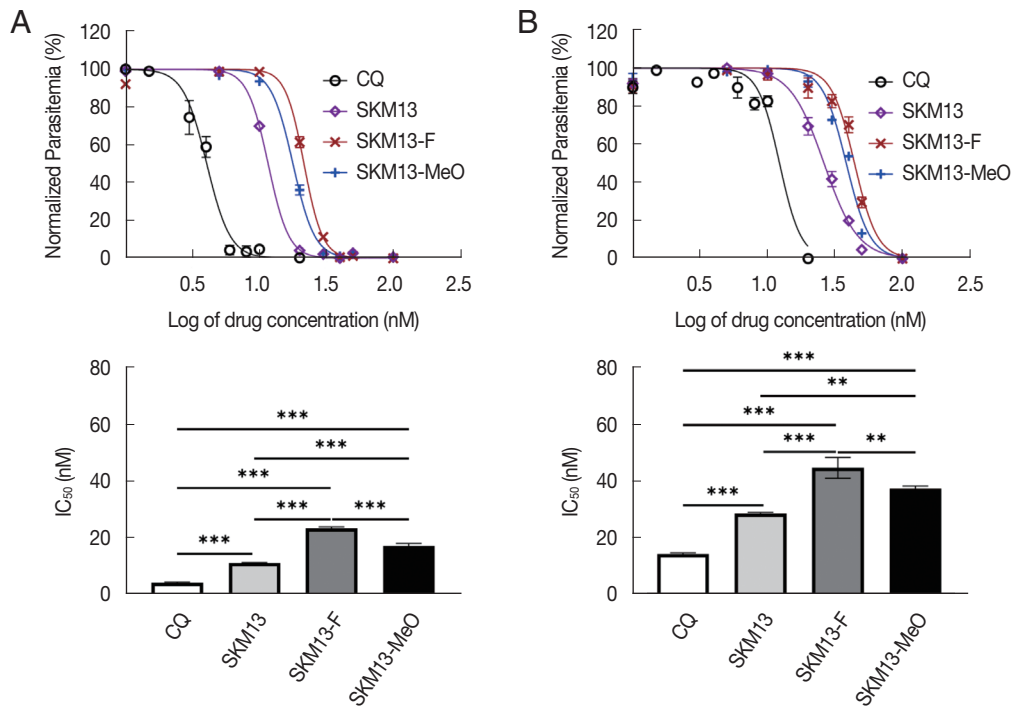 A
Normalized Parasitemia (%)
120
100
80
60
40
20
0
CQ
SKM13
SKM13-F
SKM13-MeO
0.5
1.0
1.5
2.0
2.5
Log of drug concentration (nM)
B
Normalized Parasitemia (%)
120
100
80
60
40
20
0
CQ
SKM13
SKM13-F
SKM13-MeO
0.5
1.0
1.5
2.0
2.5
Log of drug concentration (nM)
IC₅₀ (nM)
80
60
40
20
0
***
***
***
***
***
***
CQ
SKM13
SKM13-F
SKM13-MeO
IC₅₀ (nM)
80
60
40
20
0
***
**
***
***
**
***
CQ
SKM13
SKM13-F
SKM13-MeO